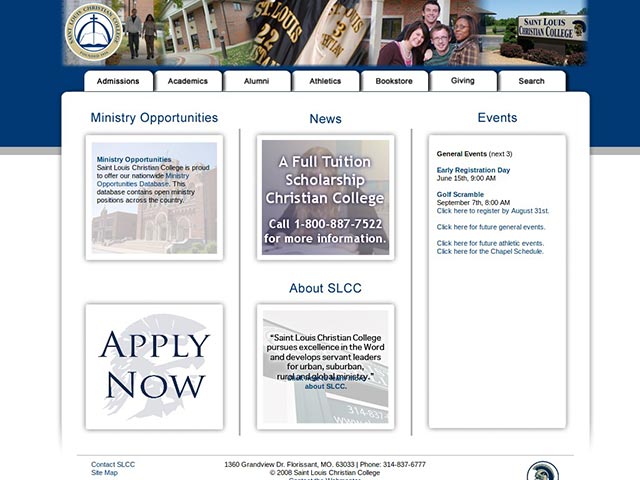 SAINT LOUIS CHRISTIAN COLLEGE
FOUNDED 1956
ST. LOUIS
22
3
SAINT LOUIS
CHRISTIAN COLLEGE
Admissions
Academics
Alumni
Athletics
Bookstore
Giving
Search
Ministry Opportunities
Ministry Opportunities
Saint Louis Christian College is proud
to offer our nationwide Ministry
Opportunities Database. This
database contains open ministry
positions across the country.
News
A Full Tuition
Scholarship
Christian College
Call 1-800-887-7522
for more information.
Events
General Events (next 3)
Early Registration Day
June 15th, 9:00 AM
Golf Scramble
September 7th, 8:00 AM
Click here to register by August 31st.
Click here for future general events.
Click here for future athletic events.
Click here for the Chapel Schedule.
APPLY
NOW
About SLCC
“Saint Louis Christian College
pursues excellence in the Word
and develops servant leaders
for urban, suburban,
rural and global ministry.”
about SLCC.
314-837-
Contact SLCC
Site Map
1360 Grandview Dr. Florissant, MO. 63033 | Phone: 314-837-6777
© 2008 Saint Louis Christian College
Contact the Webmaster